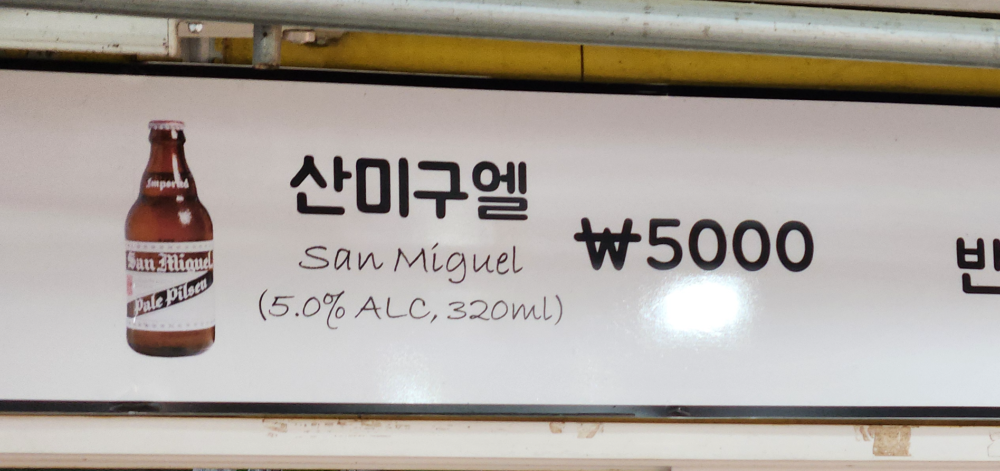 Imported
San Miguel
Pale Pilsen
산미구엘
San Miguel
(5.0% ALC, 320ml)
₩5000